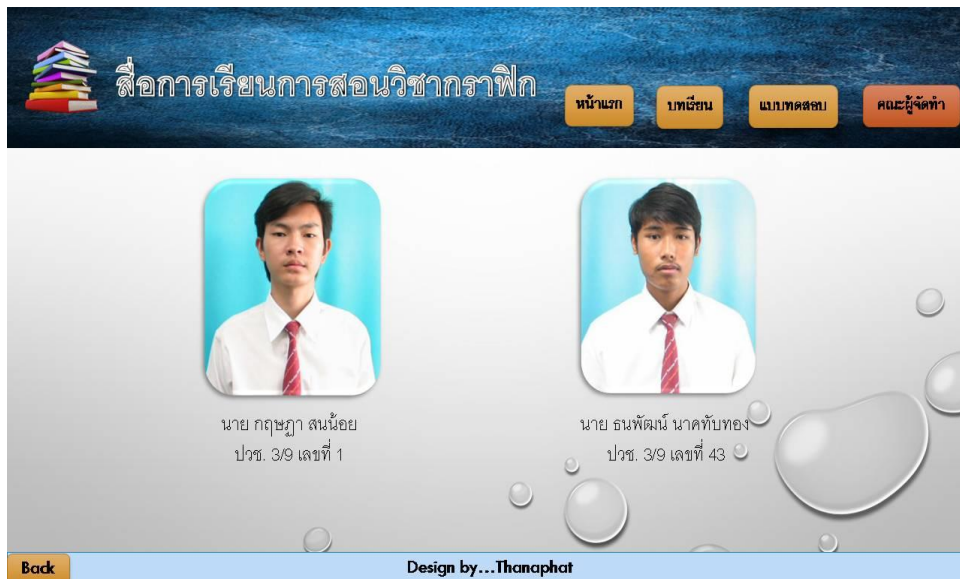 สื่อการเรียนการสอนวิชากราฟิก
หน้าแรก
บทเรียน
แบบทดสอบ
คณะผู้จัดทำ
นาย กฤษฏา สนน้อย
ปวช. 3/9 เลขที่ 1
นาย ธนพัฒน์ นาคทับทอง
ปวช. 3/9 เลขที่ 43
Back
Design by...Thanaphat